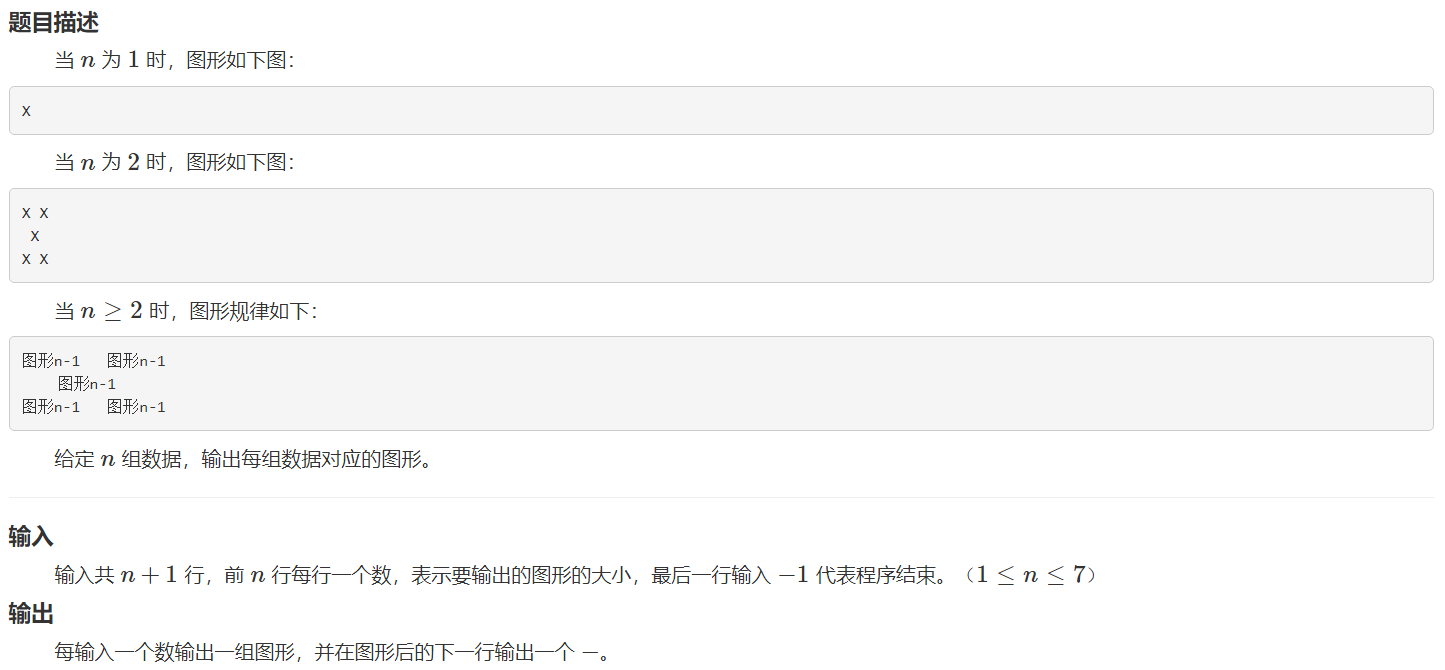 题目描述
当 n 为 1 时，图形如下图：
X
当 n 为 2 时，图形如下图：
X X
 X
X X
当 n ≥ 2 时，图形规律如下：
图形n-1   图形n-1
    图形n-1
图形n-1   图形n-1
给定 n 组数据，输出每组数据对应的图形。
输入
输入共 n + 1 行，前 n 行每行一个数，表示要输出的图形的大小，最后一行输入 −1 代表程序结束。（1 ≤ n ≤ 7）
输出
每输入一个数输出一组图形，并在图形后的下一行输出一个 −。